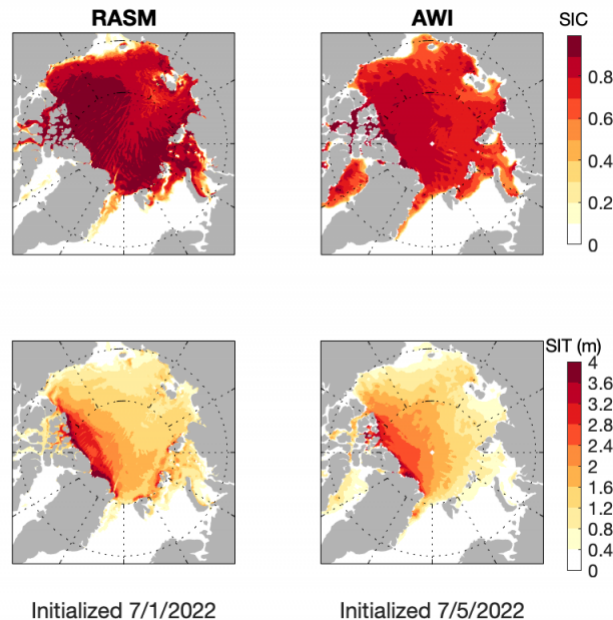 RASM
AWI
SIC
0.8
0.6
0.4
0.2
0
SIT (m)
4
3.6
3.2
2.8
2.4
2
1.6
1.2
0.8
0.4
0
Initialized 7/1/2022
Initialized 7/5/2022